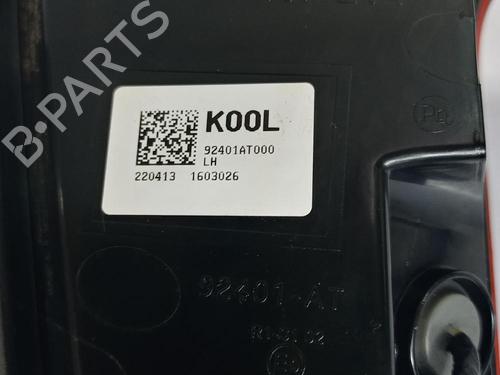 KOOL
92401AT000
LH
220413 1603026
92401-AT
B-PARTS